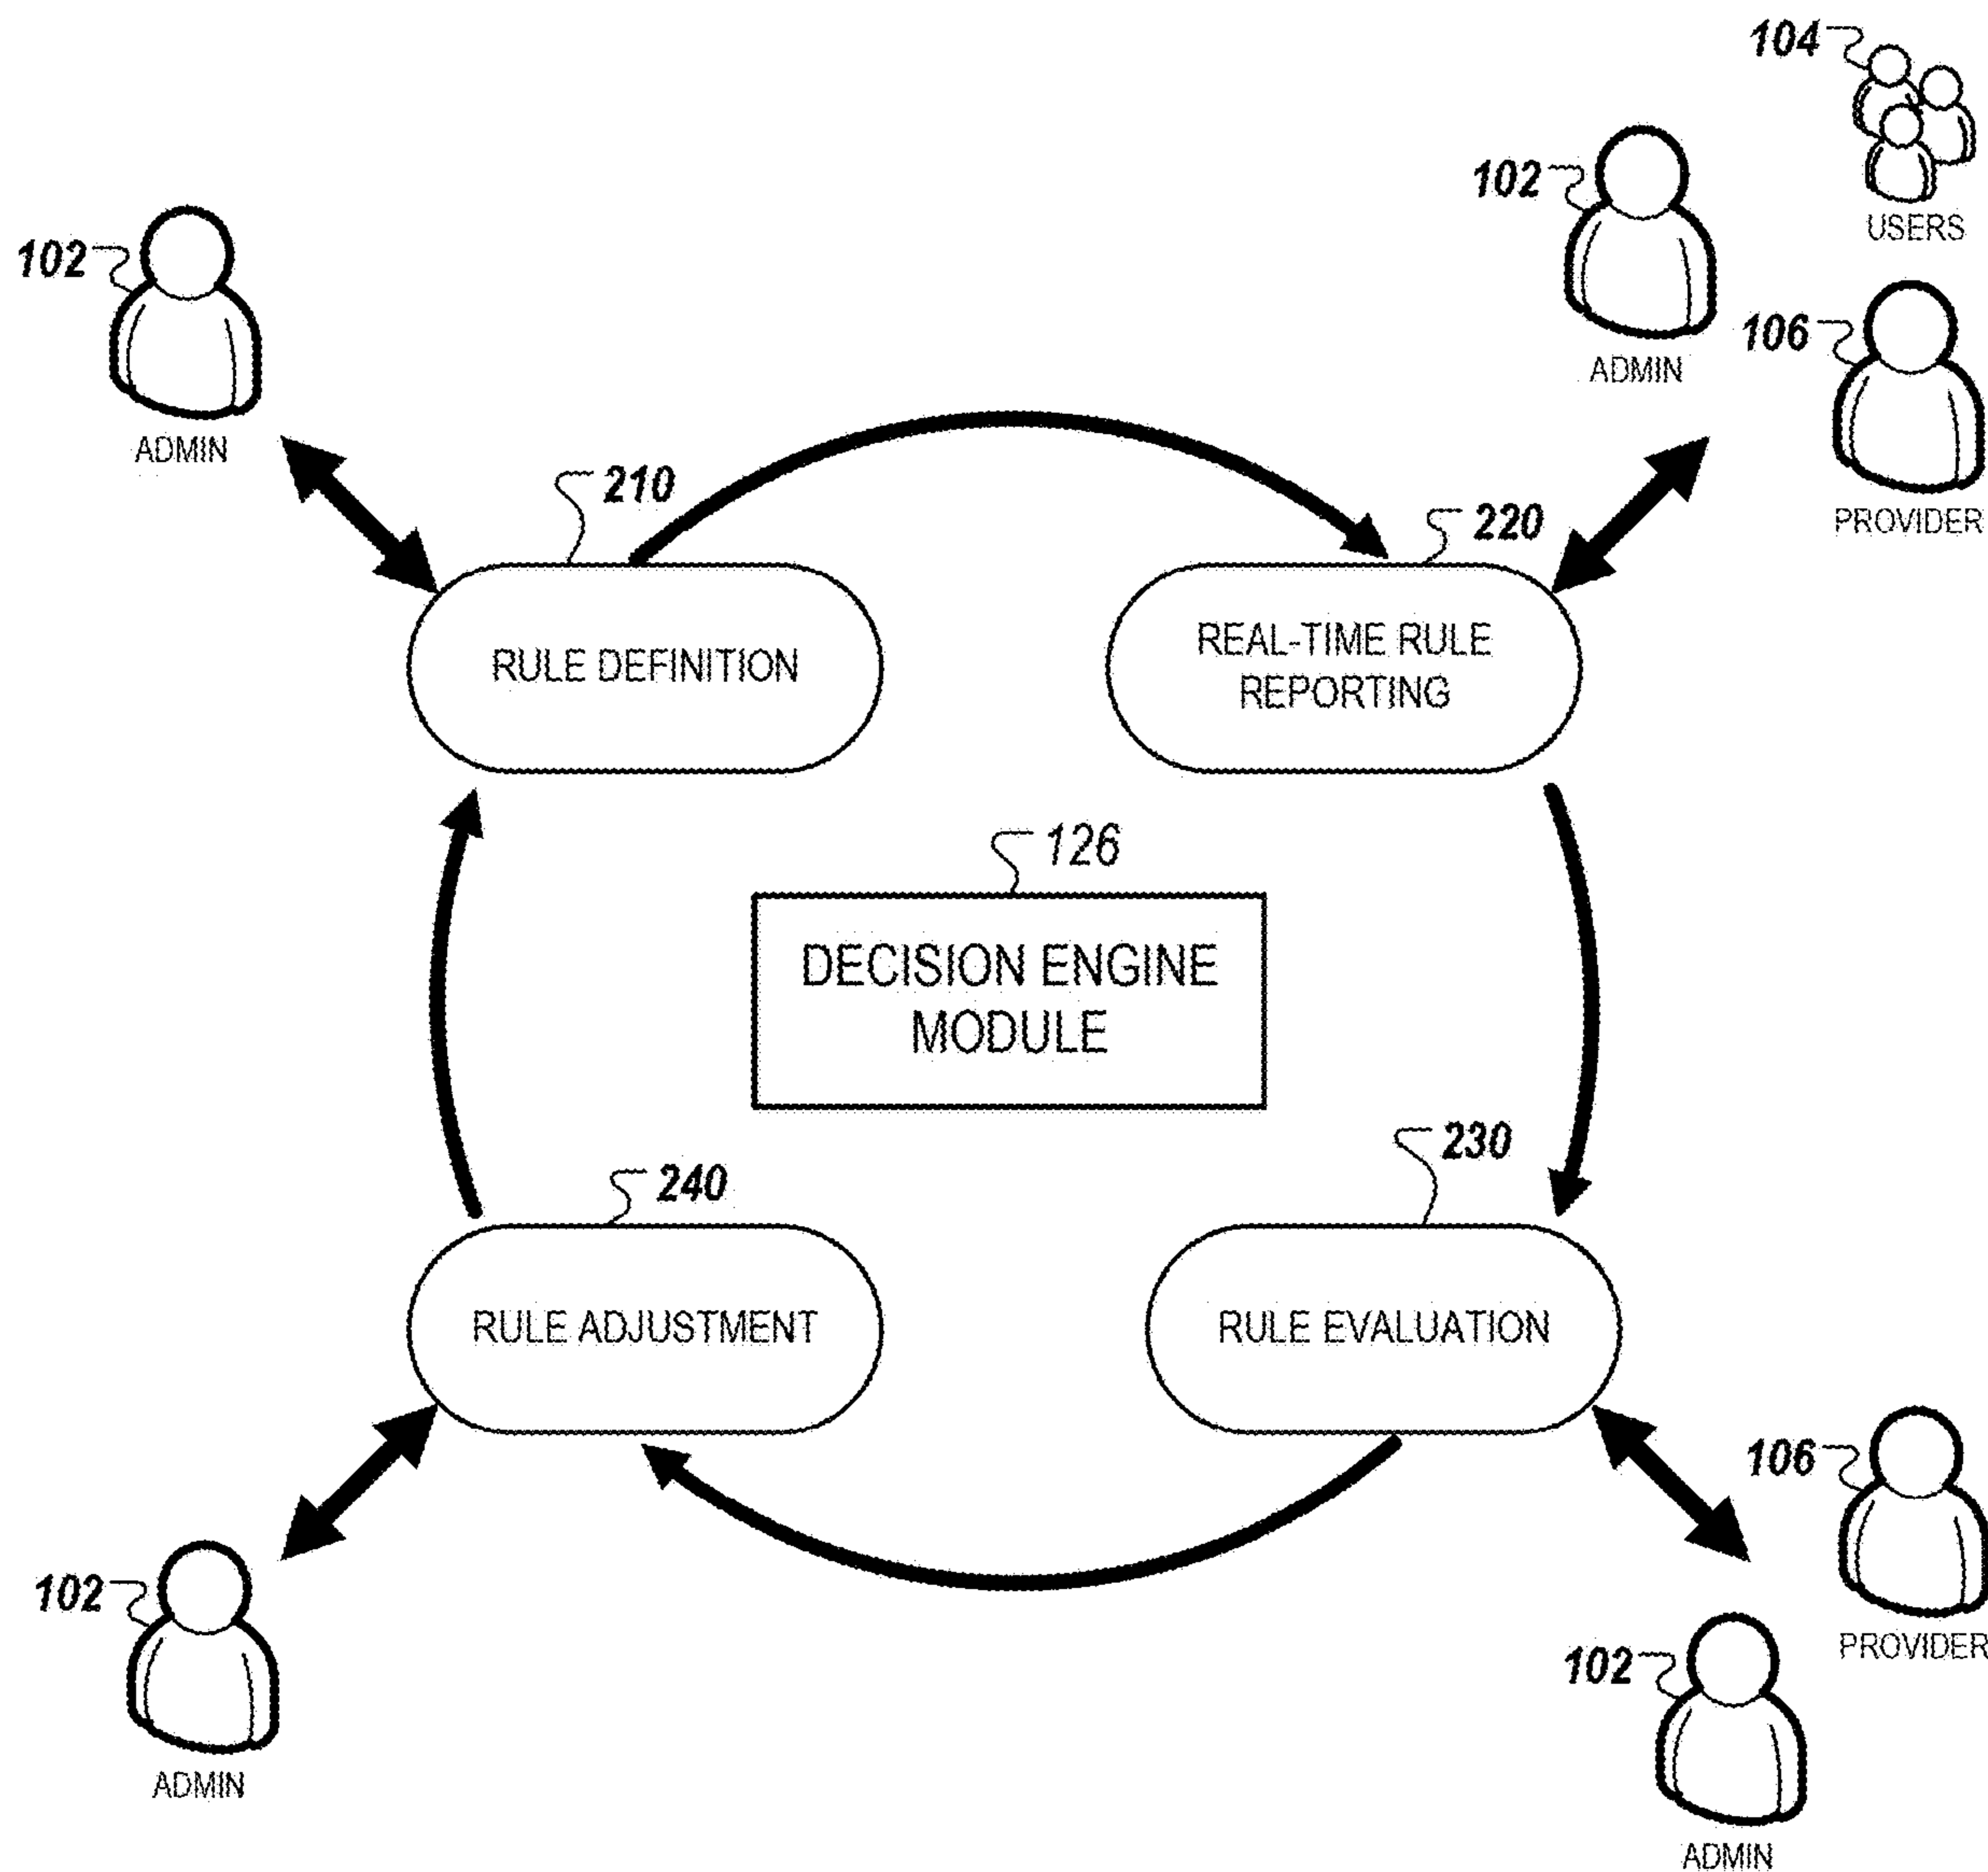 104
USERS
102
ADMIN
102
ADMIN
106
PROVIDER
210
220
RULE DEFINITION
REAL-TIME RULE
REPORTING
126
DECISION ENGINE
MODULE
240
230
RULE ADJUSTMENT
RULE EVALUATION
102
ADMIN
106
PROVIDER
102
ADMIN